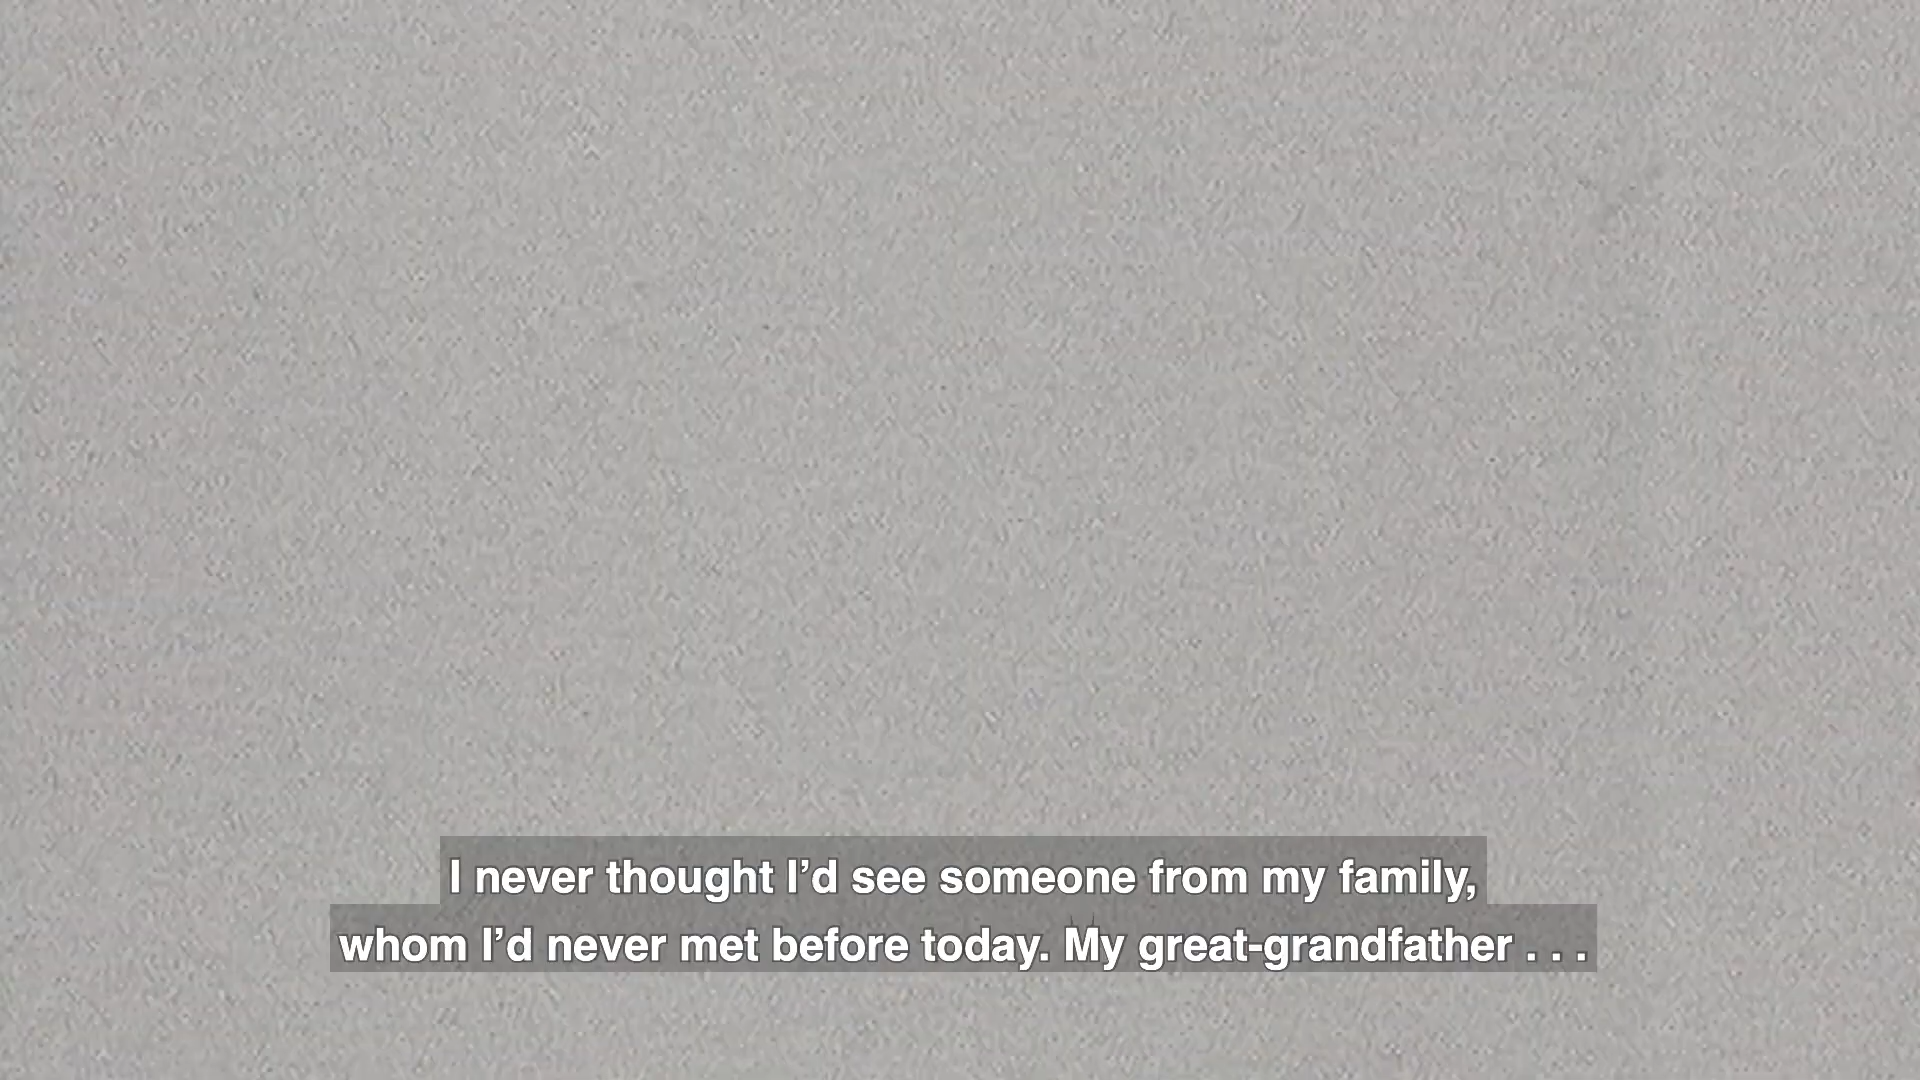 I never thought I’d see someone from my family,
whom I’d never met before today. My great-grandfather . . .